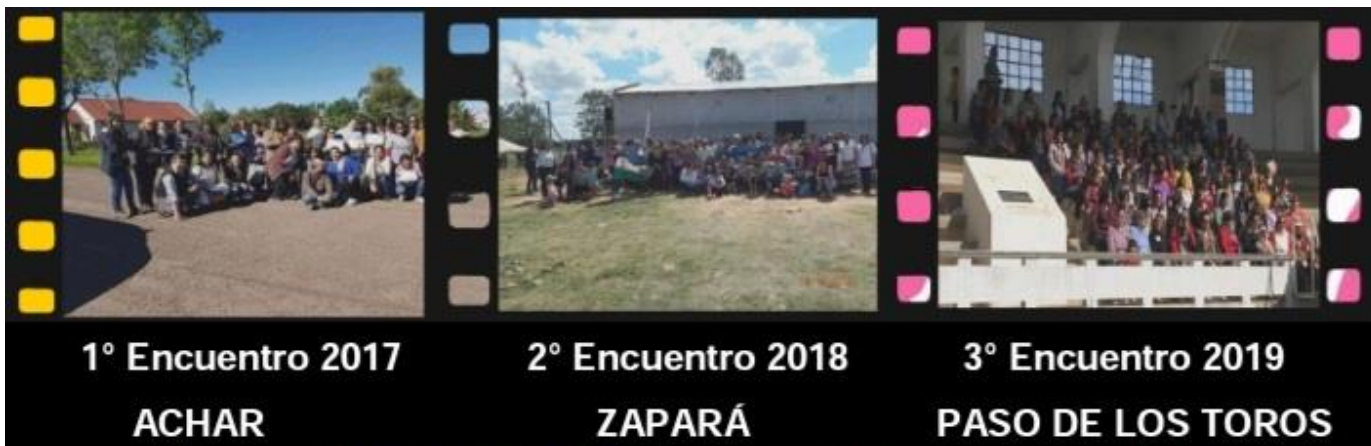 1° Encuentro 2017
ACHAR
2° Encuentro 2018
ZAPARÁ
3° Encuentro 2019
PASO DE LOS TOROS